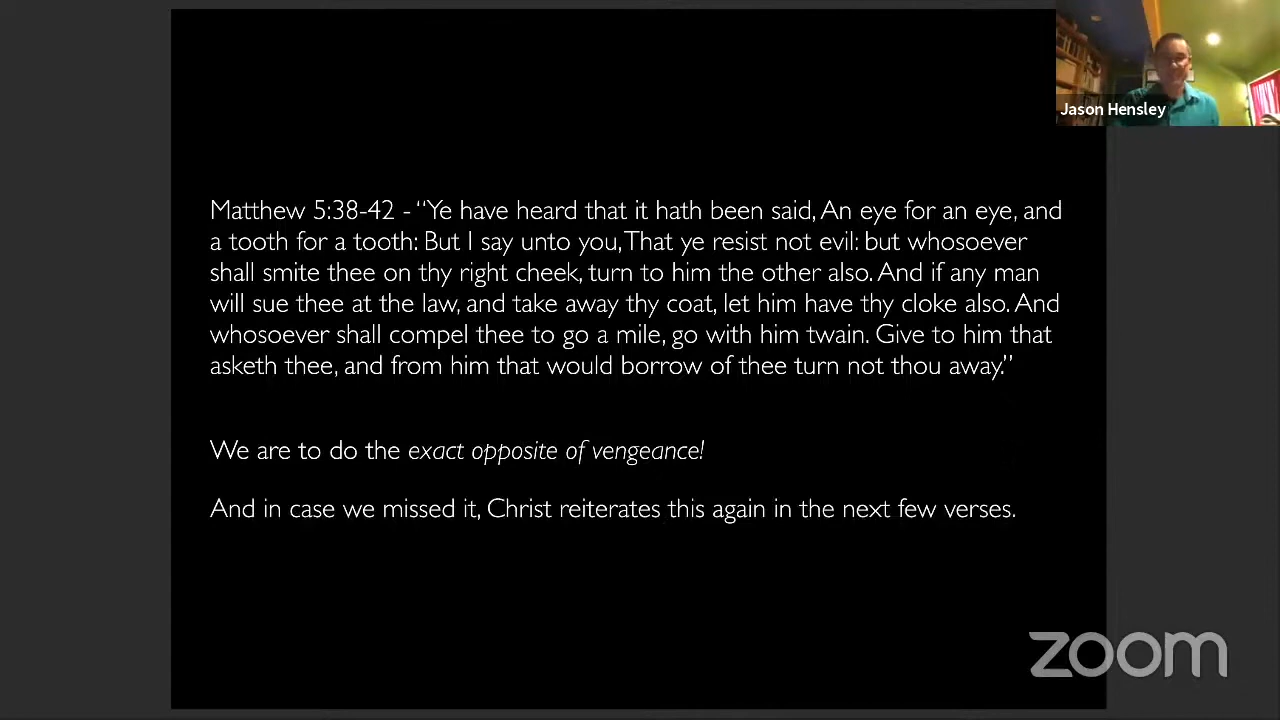 Jason Hensley
Matthew 5:38-42 - “Ye have heard that it hath been said, An eye for an eye, and
a tooth for a tooth: But I say unto you, That ye resist not evil: but whosoever
shall smite thee on thy right cheek, turn to him the other also. And if any man
will sue thee at the law, and take away thy coat, let him have thy cloke also. And
whosoever shall compel thee to go a mile, go with him twain. Give to him that
asketh thee, and from him that would borrow of thee turn not thou away.”
We are to do the exact opposite of vengeance!
And in case we missed it, Christ reiterates this again in the next few verses.
zoom